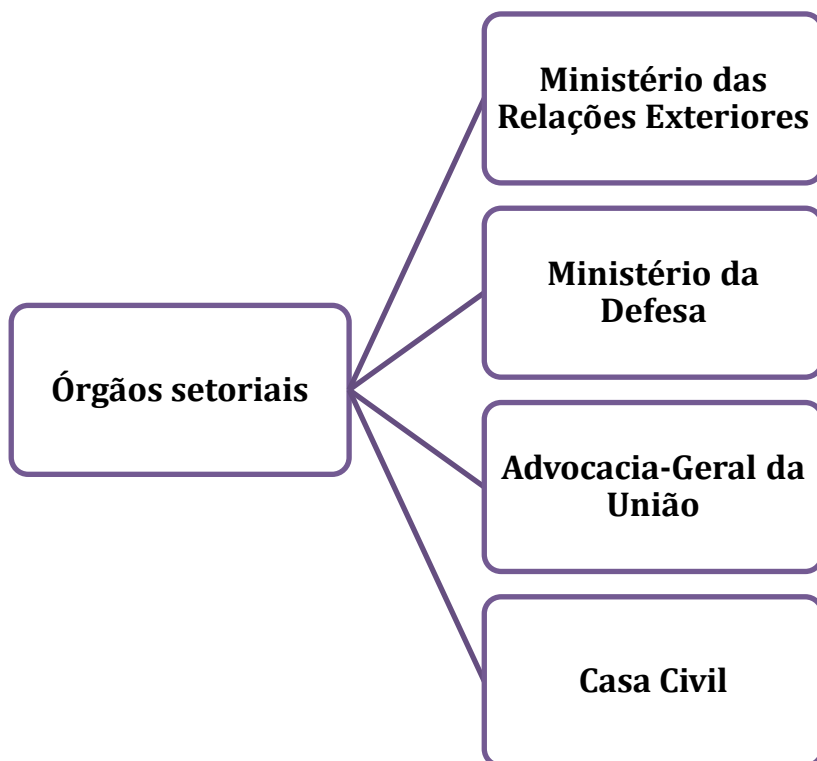 Ministério das
Relações Exteriores
Ministério da
Defesa
Órgãos setoriais
Advocacia-Geral da
União
Casa Civil